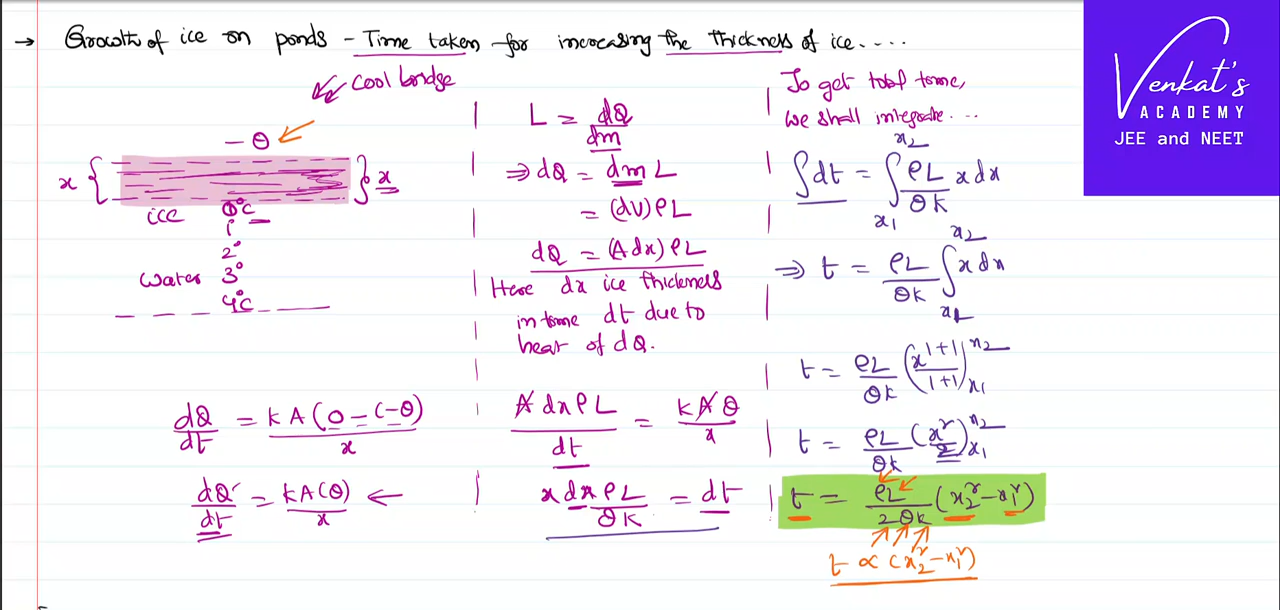 → Growth of ice on ponds - Time taken for increasing the thickness of ice.....
cool bridge
- θ
x { } x
ice 0°c
1°
2°
Water 3°
4°c
dQ/dt = kA(0-(-θ))/x
dQ/dt = kA(θ)/x ←
L = dQ/dm
⇒ dQ = dm L
= (dv)ρL
dQ = (Adx)ρL
Here dx ice thickness
in time dt due to
heat of dQ.
A dx ρL/dt = kAθ/x
x dx ρL/θk = dt
To get total time,
we shall integrate...
∫dt = ∫_{x1}^{x2} ρL/θk x dx
⇒ t = ρL/θk ∫_{x1}^{x2} x dx
t = ρL/θk (x^{1+1}/1+1)_{x1}^{x2}
t = ρL/θk (x²/2)_{x1}^{x2}
t = ρL/2θk (x₂²-x₁²)
t ∝ (x₂²-x₁²)
Venkat's
ACADEMY
JEE and NEET